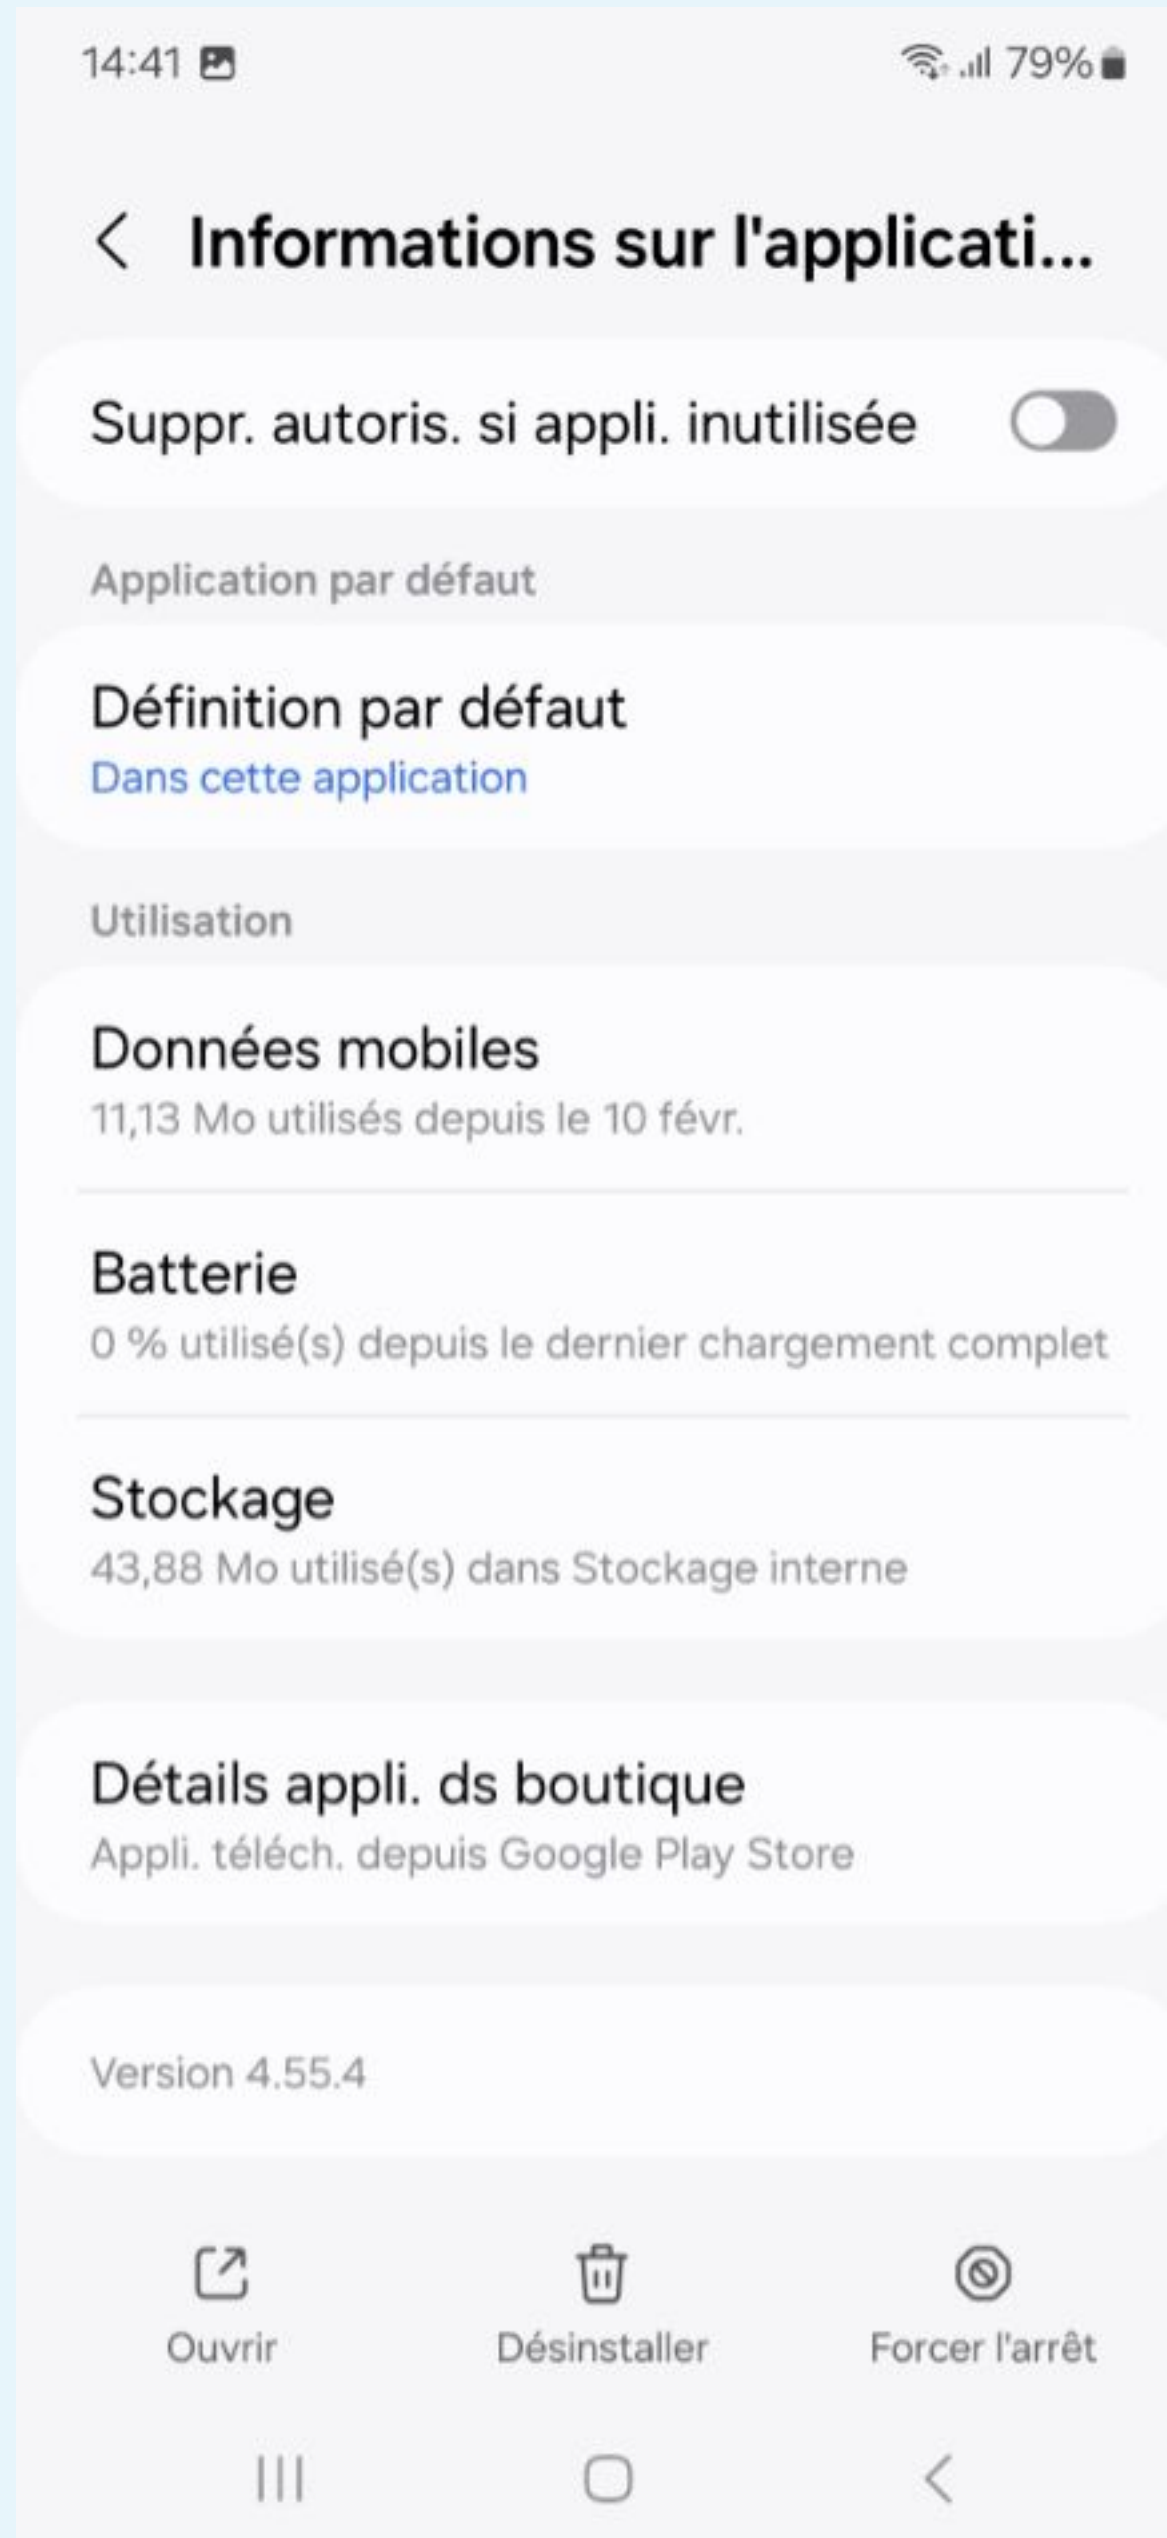 14:41 79%
Informations sur l'applicati...
Suppr. autoris. si appli. inutilisée
Application par défaut
Définition par défaut
Dans cette application
Utilisation
Données mobiles
11,13 Mo utilisés depuis le 10 févr.
Batterie
0 % utilisé(s) depuis le dernier chargement complet
Stockage
43,88 Mo utilisé(s) dans Stockage interne
Détails appli. ds boutique
Appli. téléch. depuis Google Play Store
Version 4.55.4
Ouvrir Désinstaller Forcer l'arrêt